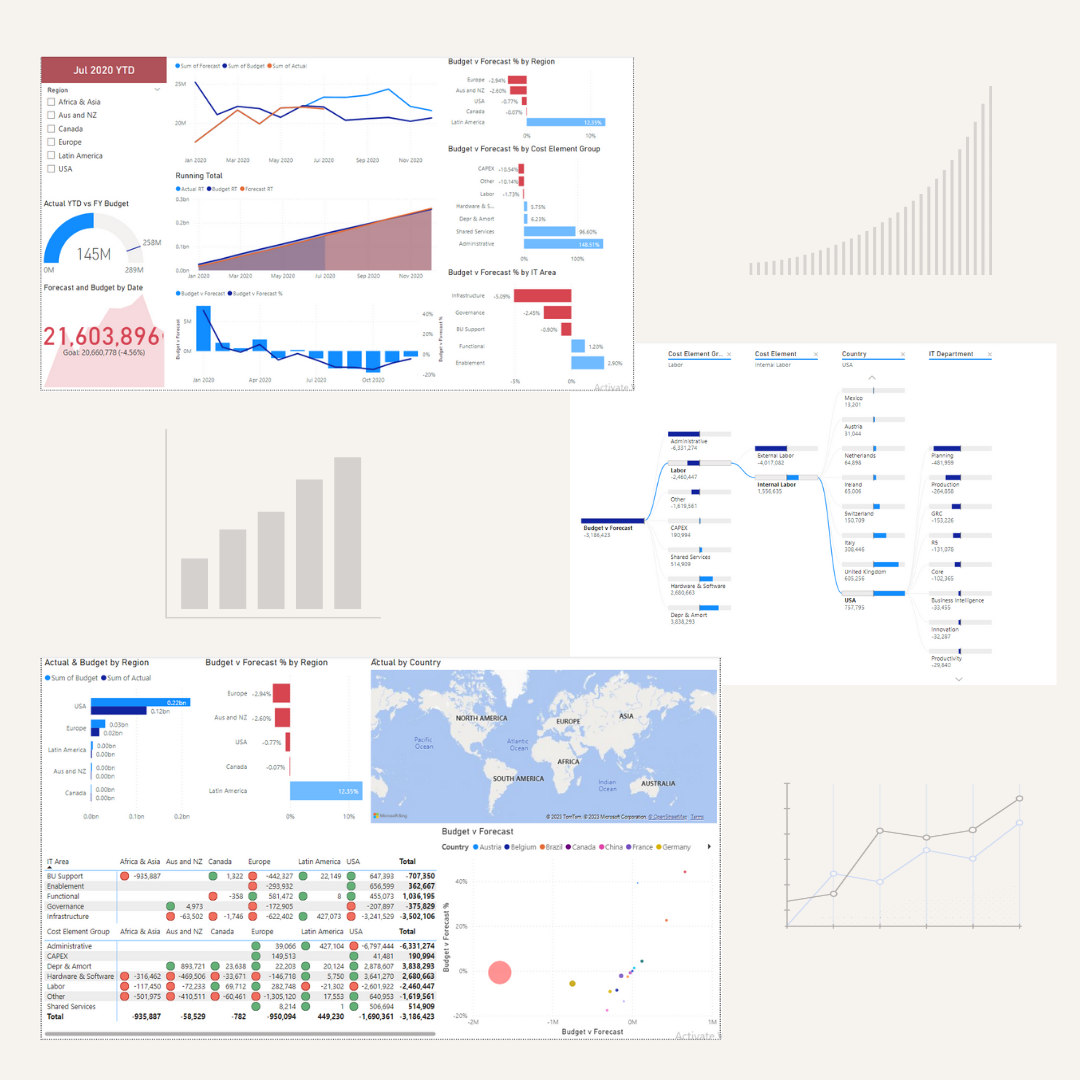 Jul 2020 YTD
Region
Africa & Asia
Aus and NZ
Canada
Europe
Latin America
USA
Actual YTD vs FY Budget
145M
258M
0M
289M
Forecast and Budget by Date
21,603,896
Goal: 20,660,778 (-4.56%)
Sum of Forecast Sum of Budget Sum of Actual
25M
20M
Jan 2020 Mar 2020 May 2020 Jul 2020 Sep 2020 Nov 2020
Running Total
Actual RT Budget RT Forecast RT
0.3bn
0.2bn
0.1bn
0.0bn
Jan 2020 Mar 2020 May 2020 Jul 2020 Sep 2020 Nov 2020
Budget v Forecast Budget v Forecast %
Budget v Forecast
5M
0M
40%
20%
0%
-20%
Budget v Forecast %
Jan 2020 Apr 2020 Jul 2020 Oct 2020
Budget v Forecast % by Region
Europe -2.94%
Aus and NZ -2.60%
USA -0.77%
Canada -0.07%
Latin America 12.35%
0% 10%
Budget v Forecast % by Cost Element Group
CAPEX -10.54%
Other -10.14%
Labor -1.73%
Hardware & S... 5.73%
Depr & Amort 6.23%
Shared Services 96.60%
Administrative 148.51%
0% 100%
Budget v Forecast % by IT Area
Infrastructure -5.09%
Governance -2.45%
BU Support -0.90%
Functional 1.20%
Enablement 2.90%
-5% 0%
Activate
Cost Element Gr... × Cost Element × Country × IT Department ×
Labor Internal Labor USA
Budget v Forecast
-3,186,423
Administrative
-6,331,274
Labor
-2,460,447
Other
-1,619,561
CAPEX
190,994
Shared Services
514,909
Hardware & Software
2,680,663
Depr & Amort
3,838,293
External Labor
-4,017,082
Internal Labor
1,556,635
Mexico
13,201
Austria
51,044
Netherlands
64,898
Ireland
65,006
Switzerland
150,709
Italy
308,446
United Kingdom
605,256
USA
757,795
Planning
-481,959
Production
-264,858
GRC
-153,226
R5
-131,078
Core
-102,365
Business Intelligence
-33,456
Innovation
-32,287
Productivity
-29,840
Actual & Budget by Region
Sum of Budget Sum of Actual
USA 0.22bn
0.12bn
Europe 0.03bn
0.02bn
Latin America 0.00bn
0.00bn
Aus and NZ 0.00bn
0.00bn
Canada 0.00bn
0.00bn
0.0bn 0.1bn 0.2bn
Budget v Forecast % by Region
Europe -2.94%
Aus and NZ -2.60%
USA -0.77%
Canada -0.07%
Latin America 12.35%
0% 10%
Actual by Country
NORTH AMERICA
EUROPE
ASIA
Pacific
Ocean
Atlantic
Ocean
AFRICA
SOUTH AMERICA
Indian
Ocean
AUSTRALIA
Microsoft Bing
© 2023 TomTom, © 2023 Microsoft Corporation, © OpenStreetMap Terms
IT Area Africa & Asia Aus and NZ Canada Europe Latin America USA Total
BU Support -935,887 1,322 -442,327 22,149 647,393 -707,350
Enablement -293,932 656,599 362,667
Functional -358 581,472 8 455,073 1,036,195
Governance 4,973 -172,905 -207,897 -375,829
Infrastructure -63,502 -1,746 -622,402 427,073 -3,241,529 -3,502,106
Cost Element Group Africa & Asia Aus and NZ Canada Europe Latin America USA Total
Administrative 39,066 427,104 -6,797,444 -6,331,274
CAPEX 149,513 41,481 190,994
Depr & Amort 893,721 23,638 22,203 20,124 2,878,607 3,838,293
Hardware & Software -316,462 -469,506 -33,671 -146,718 5,750 3,641,270 2,680,663
Labor -117,450 -72,233 69,712 282,748 -21,302 -2,601,922 -2,460,447
Other -501,975 -410,511 -60,461 -1,305,120 17,553 640,953 -1,619,561
Shared Services 8,214 1 506,694 514,909
Total -935,887 -58,529 -782 -950,094 449,230 -1,690,361 -3,186,423
Budget v Forecast
Country Austria Belgium Brazil Canada China France Germany
Budget v Forecast %
40%
20%
0%
-20%
-2M -1M 0M 1M
Budget v Forecast
Activate